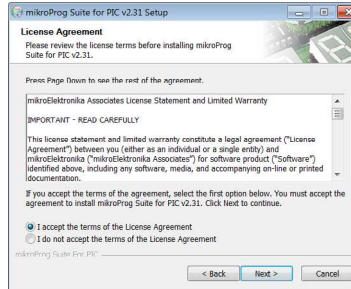 mikroProg Suite for PIC v2.31 Setup
License Agreement
Please review the license terms before installing mikroProg
Suite for PIC v2.31.
Press Page Down to see the rest of the agreement.
mikroElektronika Associates License Statement and Limited Warranty
IMPORTANT - READ CAREFULLY
This license statement and limited warranty constitute a legal agreement ("License
Agreement") between you (either as an individual or a single entity) and
mikroElektronika ("mikroElektronika Associates") for software product ("Software")
identified above, including any software, media, and accompanying on-line or printed
documentation.
If you accept the terms of the agreement, select the first option below. You must accept the
agreement to install mikroProg Suite for PIC v2.31. Click Next to continue.
I accept the terms of the License Agreement
I do not accept the terms of the License Agreement
mikroProg Suite For PIC
< Back
Next >
Cancel